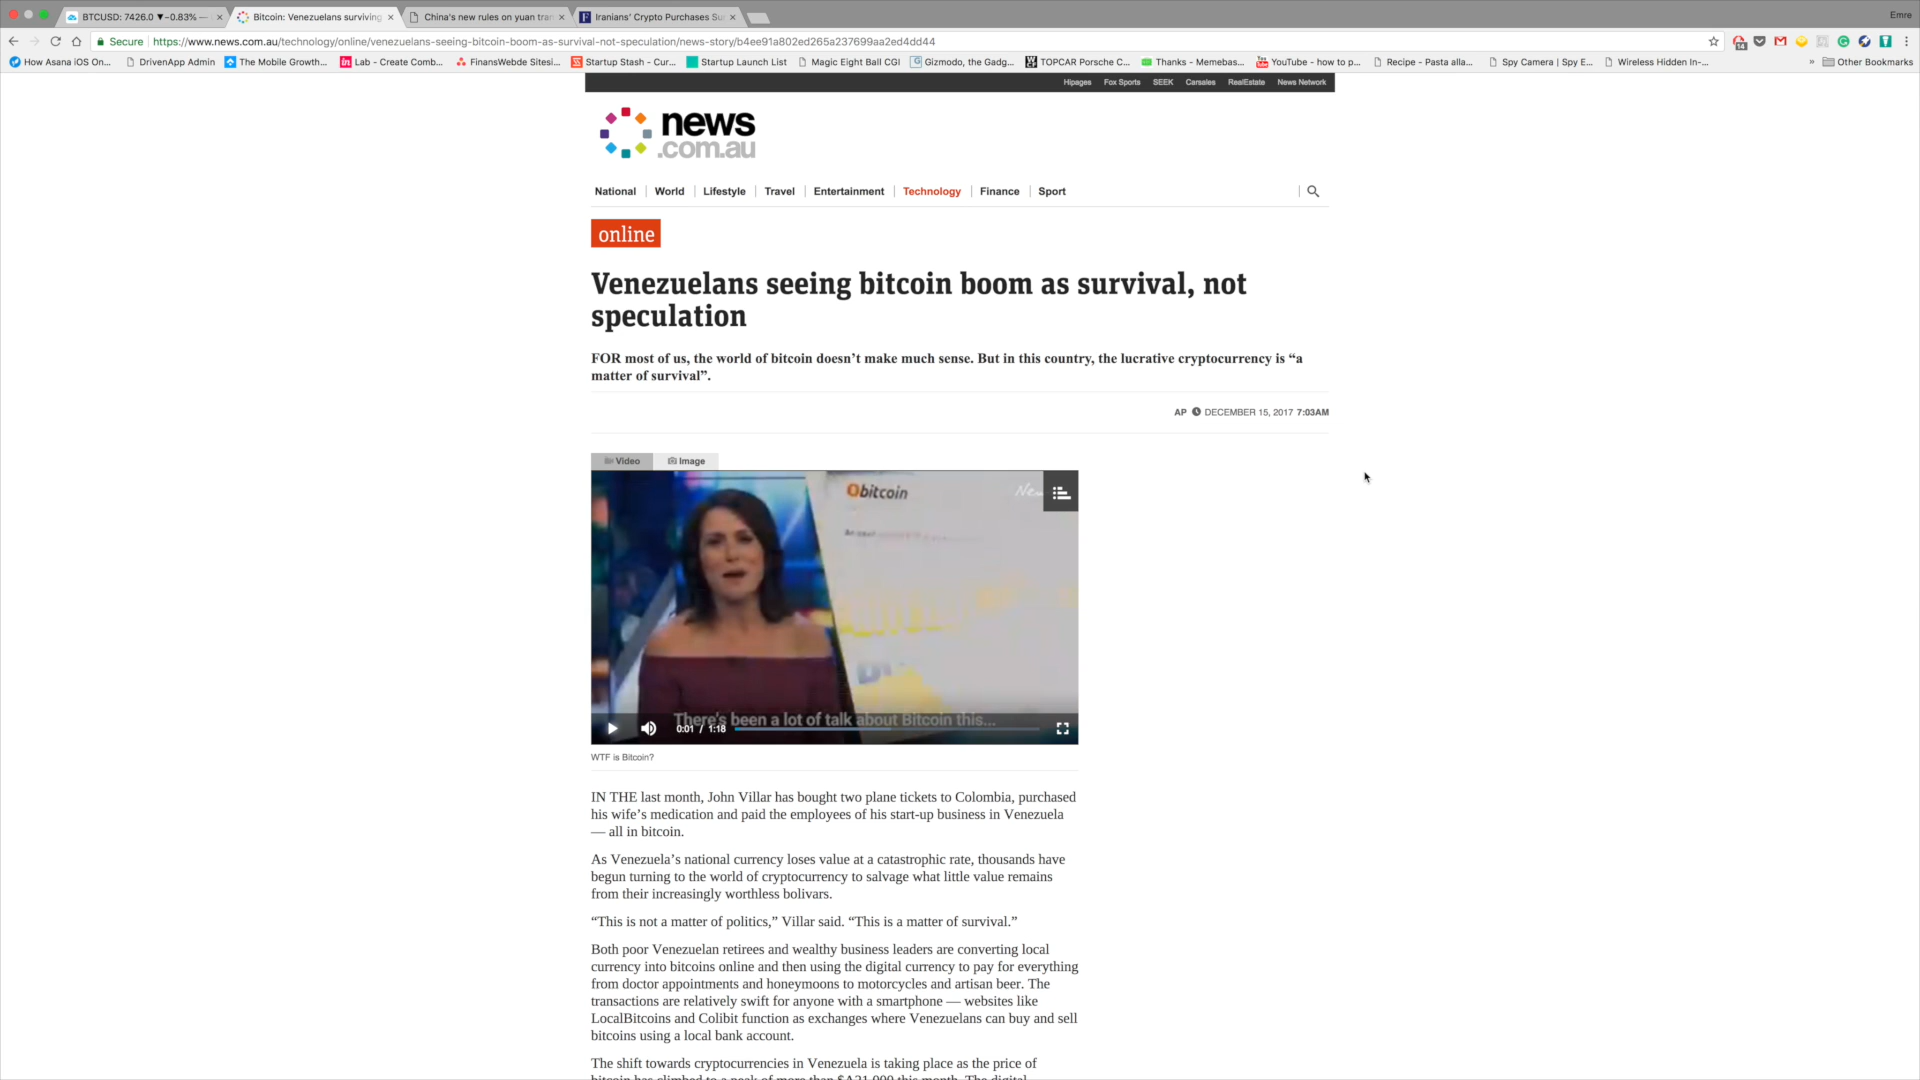 BTCUSD: 7426.0 ▼−0.83% —
Bitcoin: Venezuelans surviving
China's new rules on yuan tran
Iranians' Crypto Purchases Su
Emre
Secure
https://www.news.com.au/technology/online/venezuelans-seeing-bitcoin-boom-as-survival-not-speculation/news-story/b4ee91a802ed265a237699aa2ed4dd44
14
How Asana iOS On...
DrivenApp Admin
The Mobile Growth...
Lab - Create Comb...
FinansWebde Sitesi...
Startup Stash - Cur...
Startup Launch List
Magic Eight Ball CGI
Gizmodo, the Gadg...
TOPCAR Porsche C...
Thanks - Memebas...
YouTube - how to p...
Recipe - Pasta alla...
Spy Camera | Spy E...
Wireless Hidden In-...
»
Other Bookmarks
Hipages Fox Sports SEEK Carsales RealEstate News Network
news
.com.au
National World Lifestyle Travel Entertainment Technology Finance Sport
online
Venezuelans seeing bitcoin boom as survival, not
speculation
FOR most of us, the world of bitcoin doesn’t make much sense. But in this country, the lucrative cryptocurrency is “a
matter of survival”.
AP DECEMBER 15, 2017 7:03AM
Video Image
bitcoin
There's been a lot of talk about Bitcoin this...
0:01 / 1:18
WTF is Bitcoin?
IN THE last month, John Villar has bought two plane tickets to Colombia, purchased
his wife’s medication and paid the employees of his start-up business in Venezuela
— all in bitcoin.
As Venezuela’s national currency loses value at a catastrophic rate, thousands have
begun turning to the world of cryptocurrency to salvage what little value remains
from their increasingly worthless bolivars.
“This is not a matter of politics,” Villar said. “This is a matter of survival.”
Both poor Venezuelan retirees and wealthy business leaders are converting local
currency into bitcoins online and then using the digital currency to pay for everything
from doctor appointments and honeymoons to motorcycles and artisan beer. The
transactions are relatively swift for anyone with a smartphone — websites like
LocalBitcoins and Colibit function as exchanges where Venezuelans can buy and sell
bitcoins using a local bank account.
The shift towards cryptocurrencies in Venezuela is taking place as the price of
bitcoin has climbed to a peak of more than $A21,000 this month. The digital